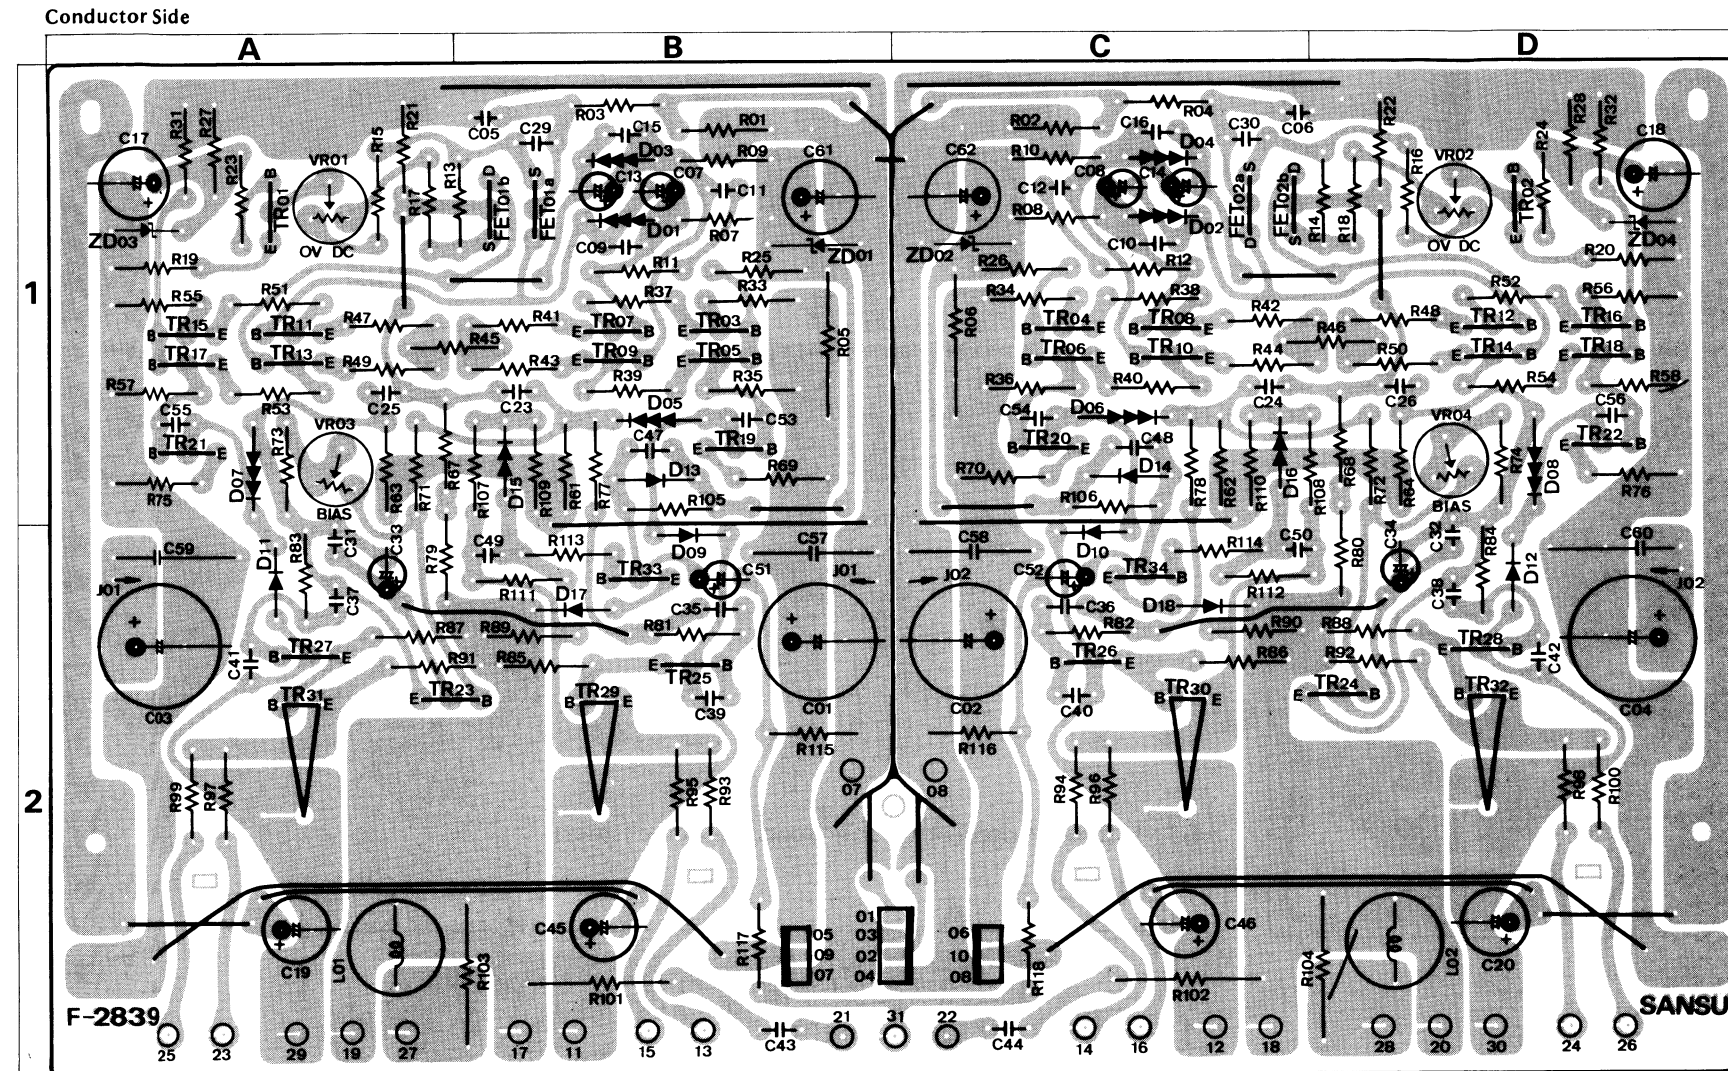 Conductor Side
A B C D
R31 R27 R21 R03 C15 R01 R02 C16 R04 R22 R28 R32
C17 R23 VR01 R15 C05 C29 D03 R09 C61 C62 R10 D04 C30 C06 R16 VR02 R24 C18
B TR01 E R17 R13 D FET01b S S FET01a C13 C07 C11 C12 C08 C14 S FET02a D D FET02b S R14 R18 B TR02 E
+ + + +
ZD03 OV DC D01 R07 R08 D02 OV DC ZD04
C09 ZD01 ZD02 C10
R19 R11 R25 R26 R12 R20
1
R55 R51 R37 R33 R34 R38 R52 R56
R47 R41 R42 R48
B TR15 E B TR11 E E TR07 B E TR03 B R05 R06 B TR04 E B TR08 E E TR12 B E TR16 B
R45 R46
B TR17 E B TR13 E E TR09 B E TR05 B B TR06 E B TR10 E E TR14 B E TR18 B
R49 R43 R44 R50
R57 R53 C25 C23 R39 R35 R36 R40 C24 C26 R54 R58
C55 VR03 D05 C53 C54 D06 VR04 C56
B TR21 E R73 C47 B TR19 E B TR20 E C48 E TR22 B
D07 R63 R71 R67 R107 D15 R109 R61 R77 D13 R69 R70 D14 R78 R62 R110 D16 R108 R68 R72 R64 R74 D08
R75 BIAS R105 R106 BIAS R76
C59 D11 R83 C31 C33 R79 C49 R113 D09 C57 C58 D10 R114 C50 R80 C34 C32 R84 D12 C60
J01 C37 R111 B TR33 E C51 J01 J02 C52 E TR34 B R112 C38 J02
D17 C35 C36 D18
+ + + +
R87 R89 R81 R82 R90 R88
B TR27 E E TR28 B
C41 R91 R85 E TR25 B B TR26 E R86 R92 C42
B TR31 E E TR23 B B TR29 E C39 C40 B TR30 E E TR24 B B TR32 E
C03 C01 C02 C04
R115 R116
2
R99 R97 R95 R93 07 08 R94 R96 R98 R100
01
C45 05 03 06 C46
R117 09 02 10 R118
07 04 08
+ + + +
C19 L01 R103 R104 L02 C20
R101 R102
F-2839 SANSU
25 23 29 19 27 17 11 15 13 C43 21 31 22 C44 14 16 12 18 28 20 30 24 26